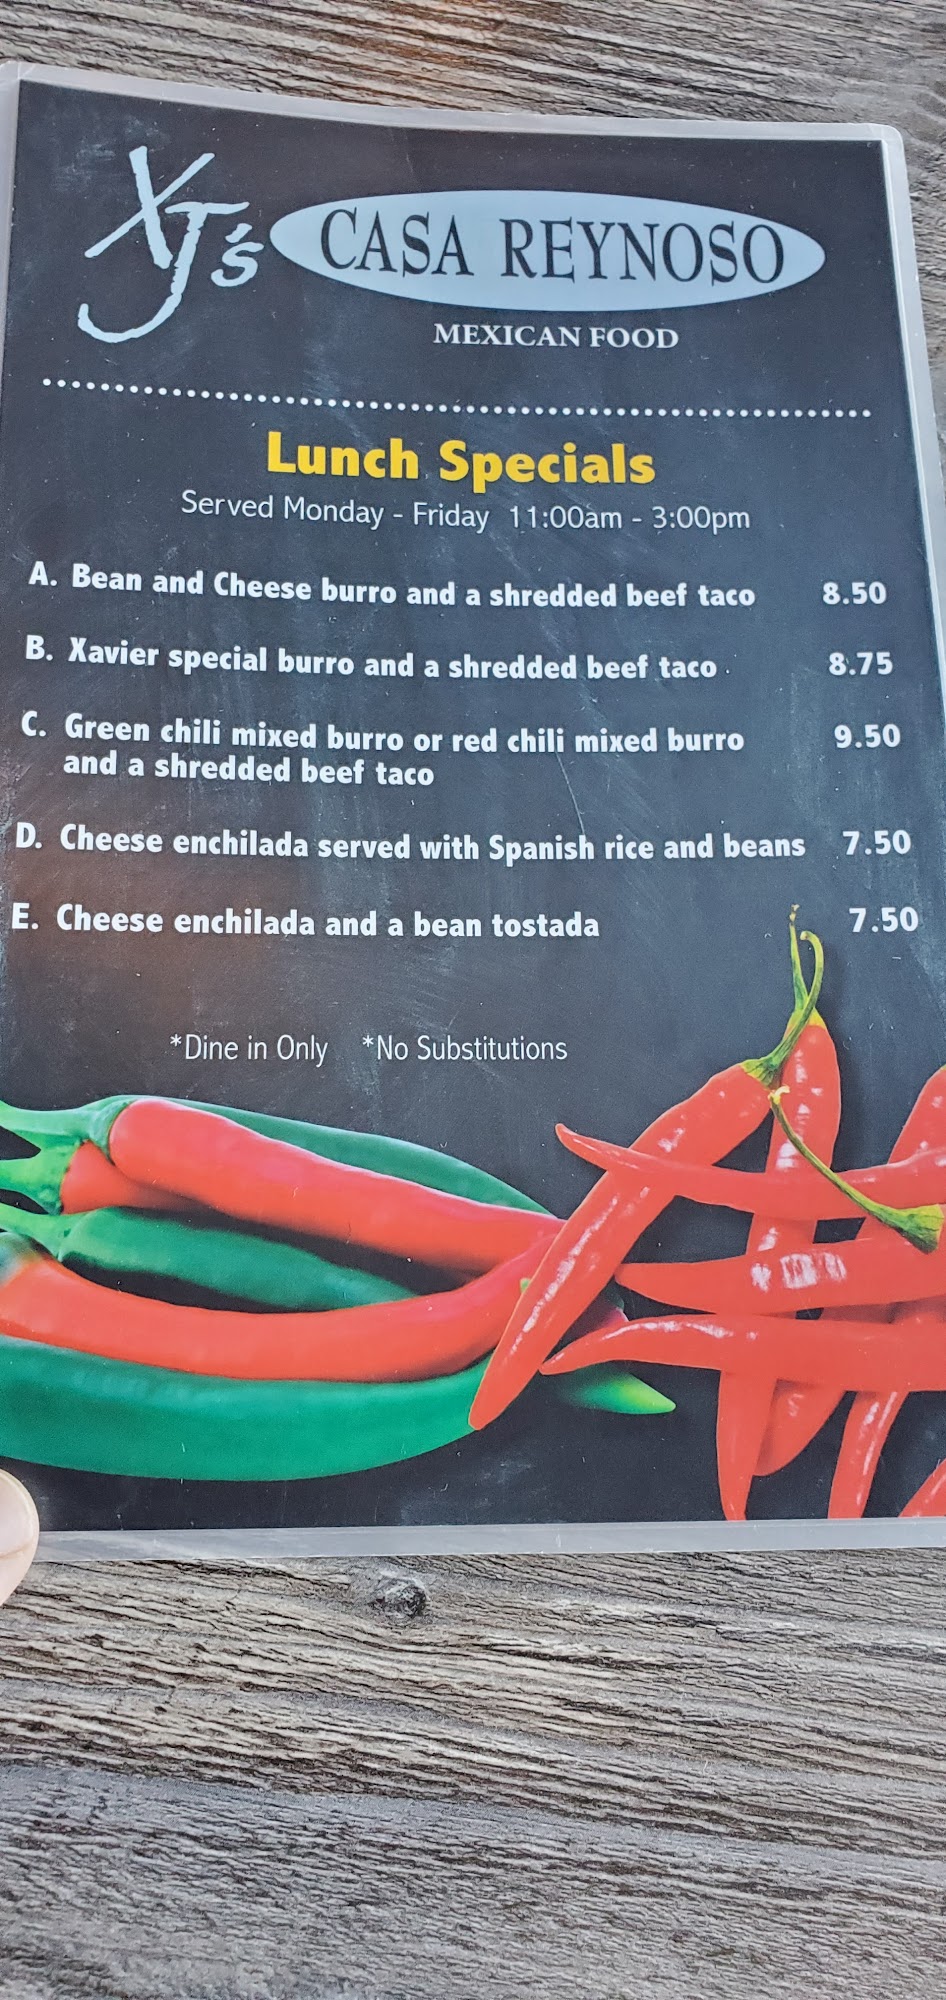 XJ's CASA REYNOSO
MEXICAN FOOD
Lunch Specials
Served Monday - Friday 11:00am - 3:00pm
A. Bean and Cheese burro and a shredded beef taco 8.50
B. Xavier special burro and a shredded beef taco 8.75
C. Green chili mixed burro or red chili mixed burro 9.50
and a shredded beef taco
D. Cheese enchilada served with Spanish rice and beans 7.50
E. Cheese enchilada and a bean tostada 7.50
*Dine in Only *No Substitutions